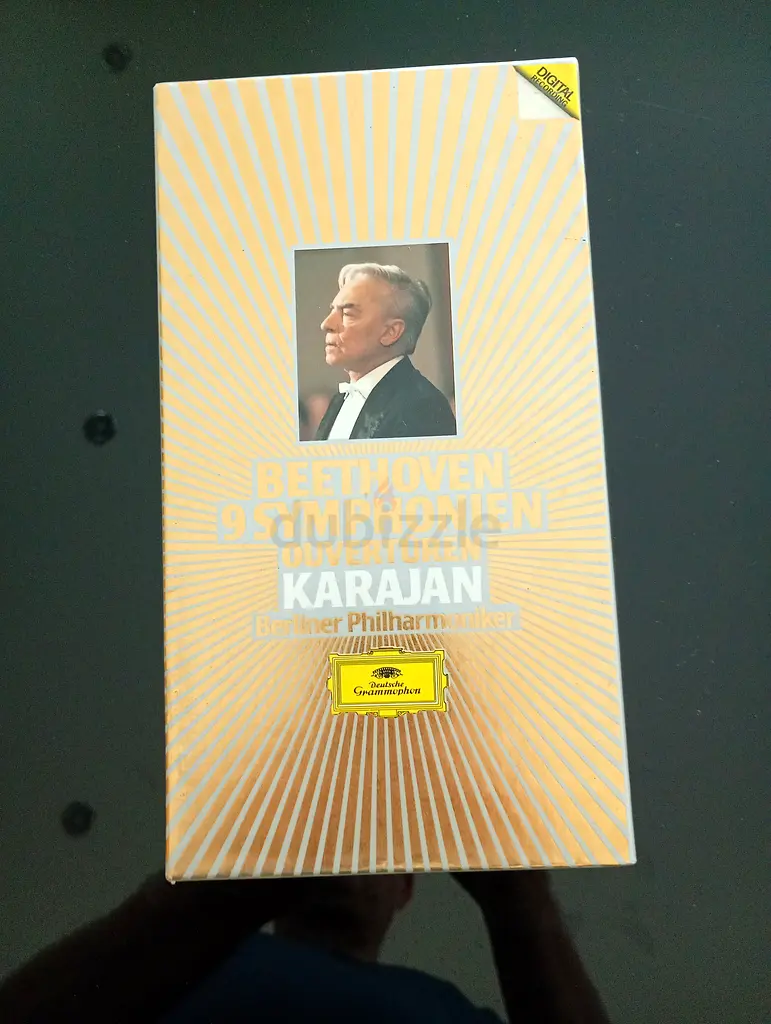 DIGITAL
RECORDING
BEETHOVEN
9 SYMPHONIEN
OUVERTÜREN
KARAJAN
Berliner Philharmoniker
Deutsche
Grammophon
dubizzle